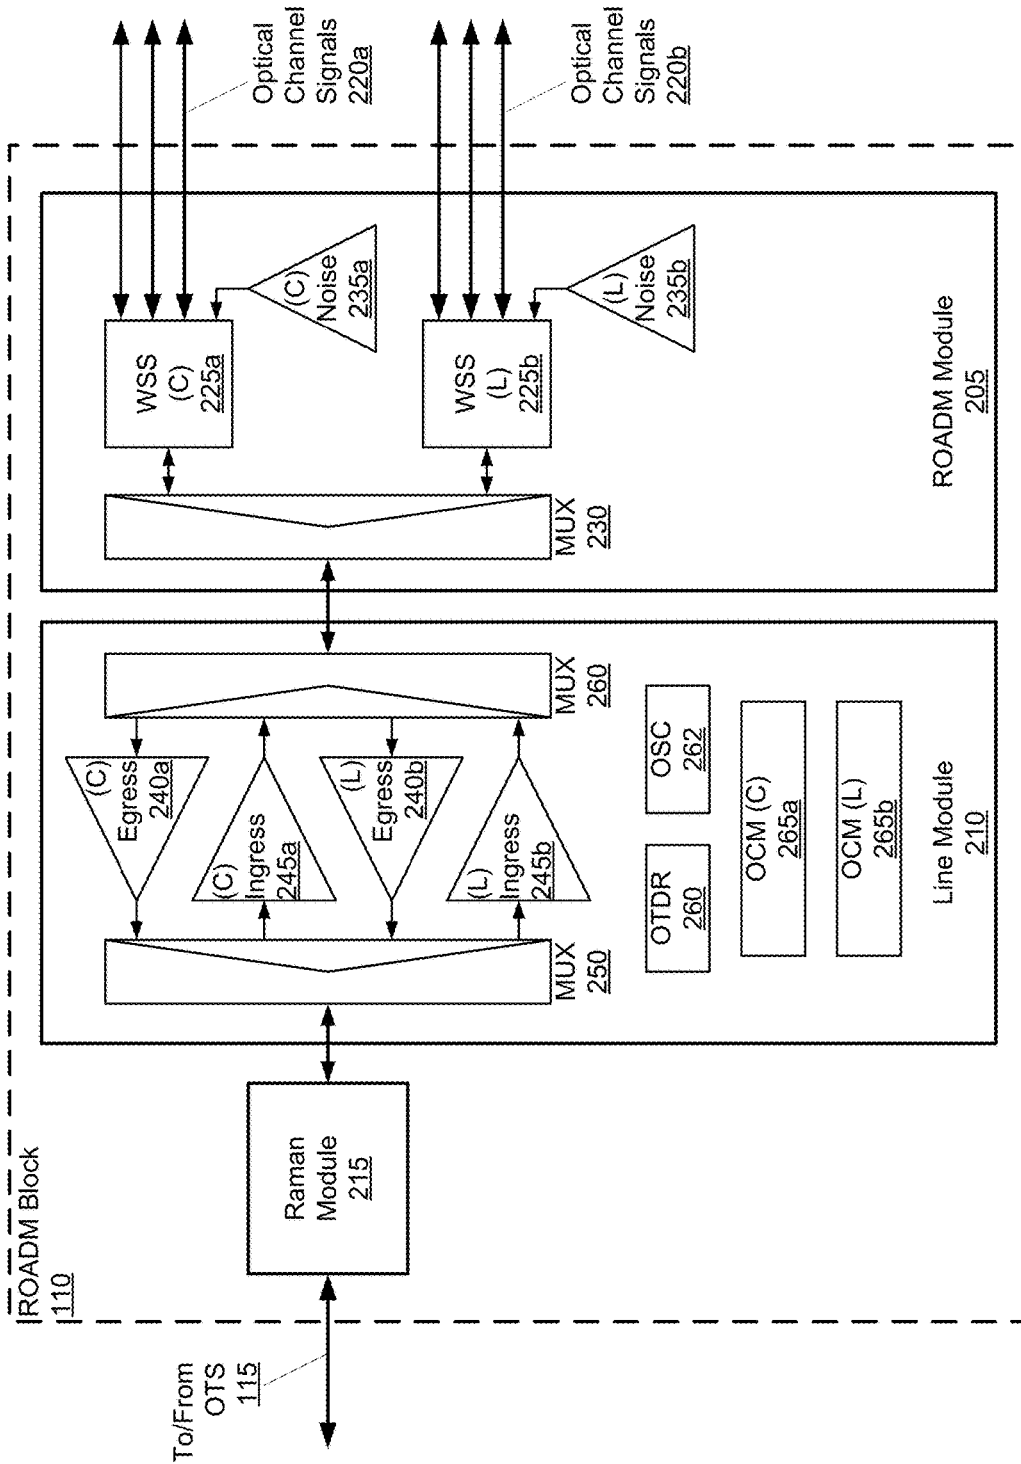 ROADM Block
110
To/From
OTS
115
Raman
Module
215
MUX
250
(C)
Egress
240a
(C)
Ingress
245a
(L)
Egress
240b
(L)
Ingress
245b
MUX
260
OTDR
260
OSC
262
OCM (C)
265a
OCM (L)
265b
Line Module
210
MUX
230
WSS
(C)
225a
(C)
Noise
235a
WSS
(L)
225b
(L)
Noise
235b
ROADM Module
205
Optical
Channel
Signals
220a
Optical
Channel
Signals
220b